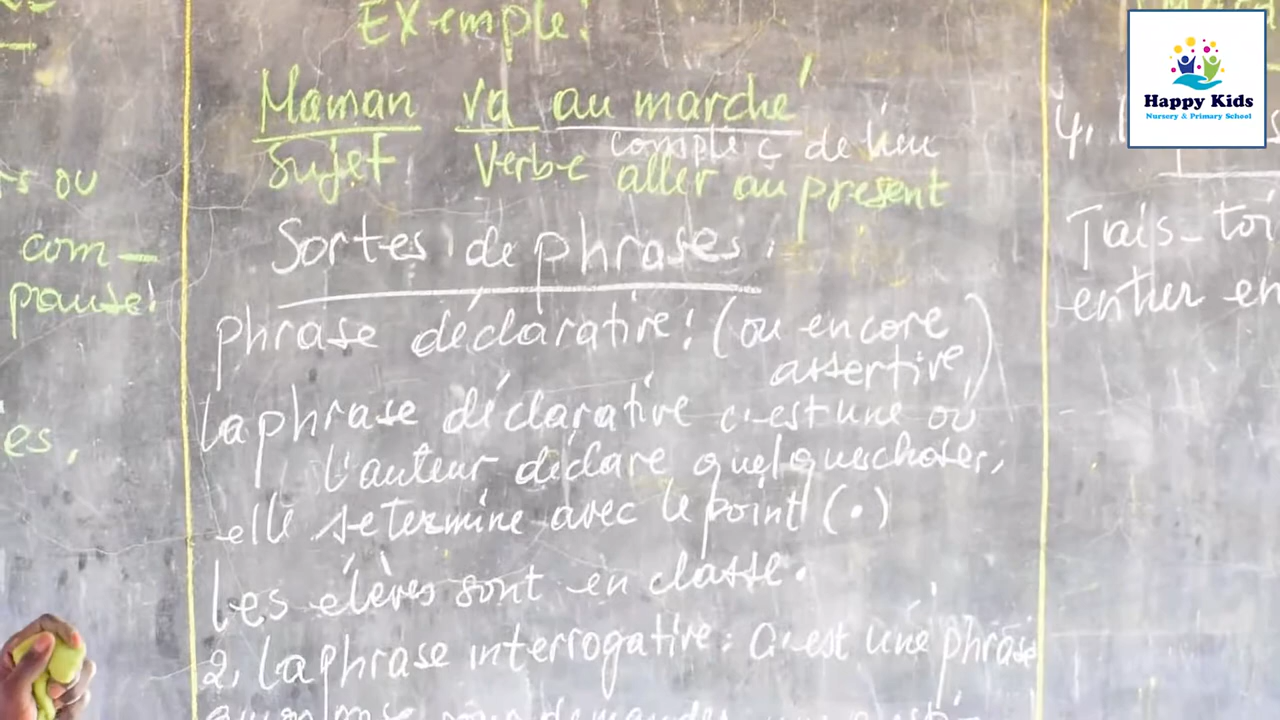 Exemple:
Maman va au marché
complé ç de lieu
Sujet Verbe aller au présent
Sortes de phrases:
phrase déclarative: (ou encore
assertive)
la phrase déclarative c'est une où
l'auteur déclare quelqueschoses,
elle se termine avec le point (.)
Les élèves sont en classe.
2, la phrase interrogative: c'est une phrase
ou
com-
es,
4,
Tais-toi
entrer en
Happy Kids
Nursery & Primary School